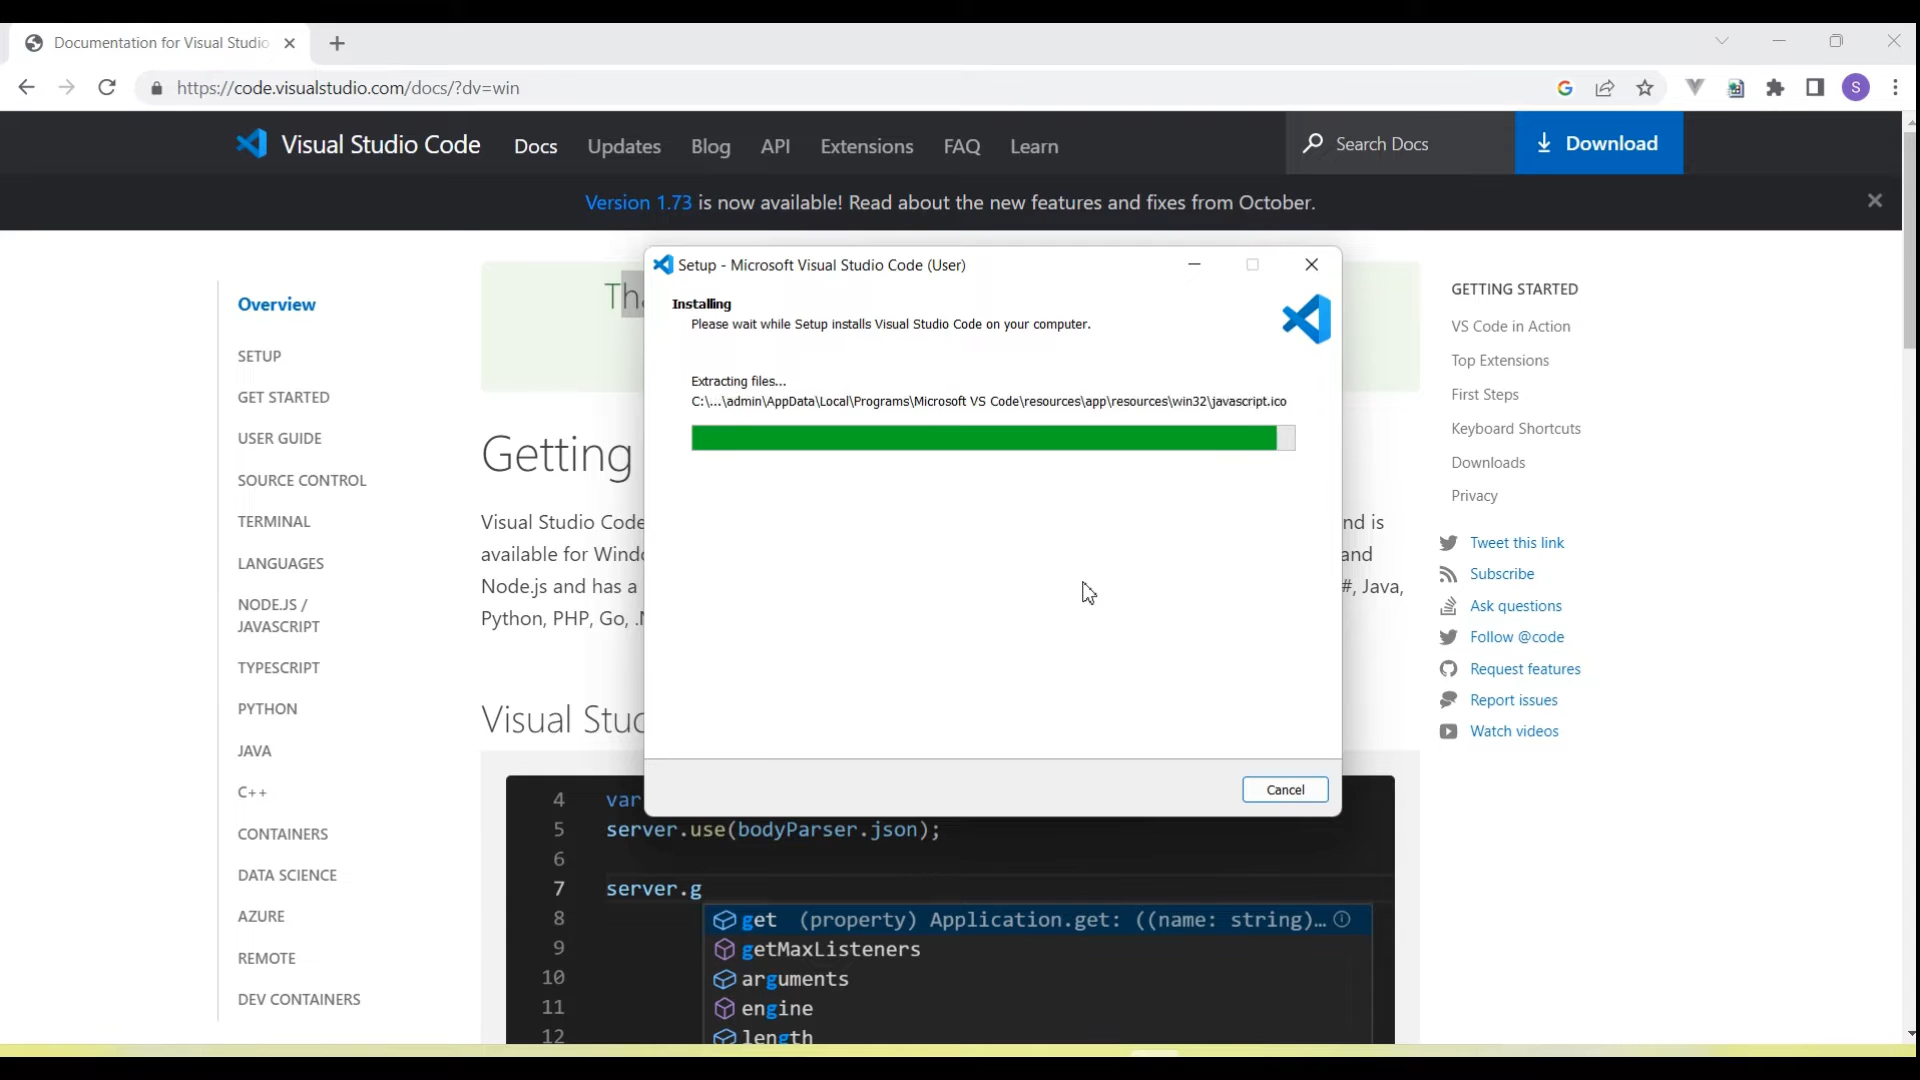 Documentation for Visual Studio
https://code.visualstudio.com/docs/?dv=win
S
Visual Studio Code
Docs
Updates
Blog
API
Extensions
FAQ
Learn
Search Docs
Download
Version 1.73 is now available! Read about the new features and fixes from October.
Overview
SETUP
GET STARTED
USER GUIDE
SOURCE CONTROL
TERMINAL
LANGUAGES
NODE.JS /
JAVASCRIPT
TYPESCRIPT
PYTHON
JAVA
C++
CONTAINERS
DATA SCIENCE
AZURE
REMOTE
DEV CONTAINERS
Getting
Visual Studio Code
nd is
available for
and
Node.js and has a
#, Java,
Python, PHP, Go,
Visual
Setup - Microsoft Visual Studio Code (User)
Installing
Please wait while Setup installs Visual Studio Code on your computer.
Extracting files...
C:\...\admin\AppData\Local\Programs\Microsoft VS Code\resources\app\resources\win32\javascript.ico
Cancel
4 var
5 server.use(bodyParser.json);
6
7 server.g
8 get (property) Application.get: ((name: string)…
9 getMaxListeners
10 arguments
11 engine
12 length
GETTING STARTED
VS Code in Action
Top Extensions
First Steps
Keyboard Shortcuts
Downloads
Privacy
Tweet this link
Subscribe
Ask questions
Follow @code
Request features
Report issues
Watch videos